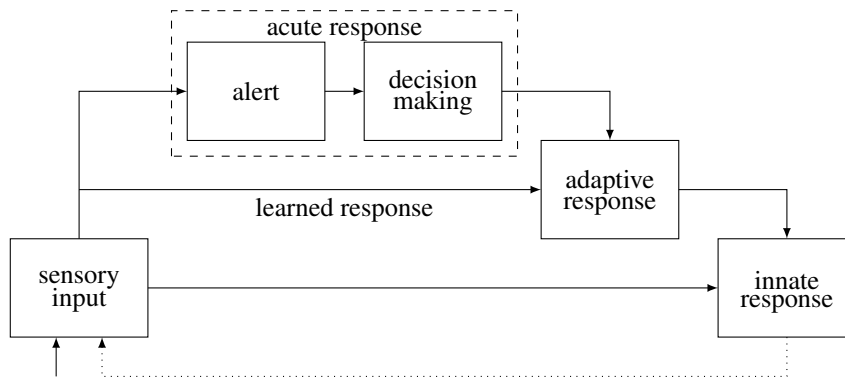 acute response
alert
decision
making
adaptive
response
learned response
sensory
input
innate
response